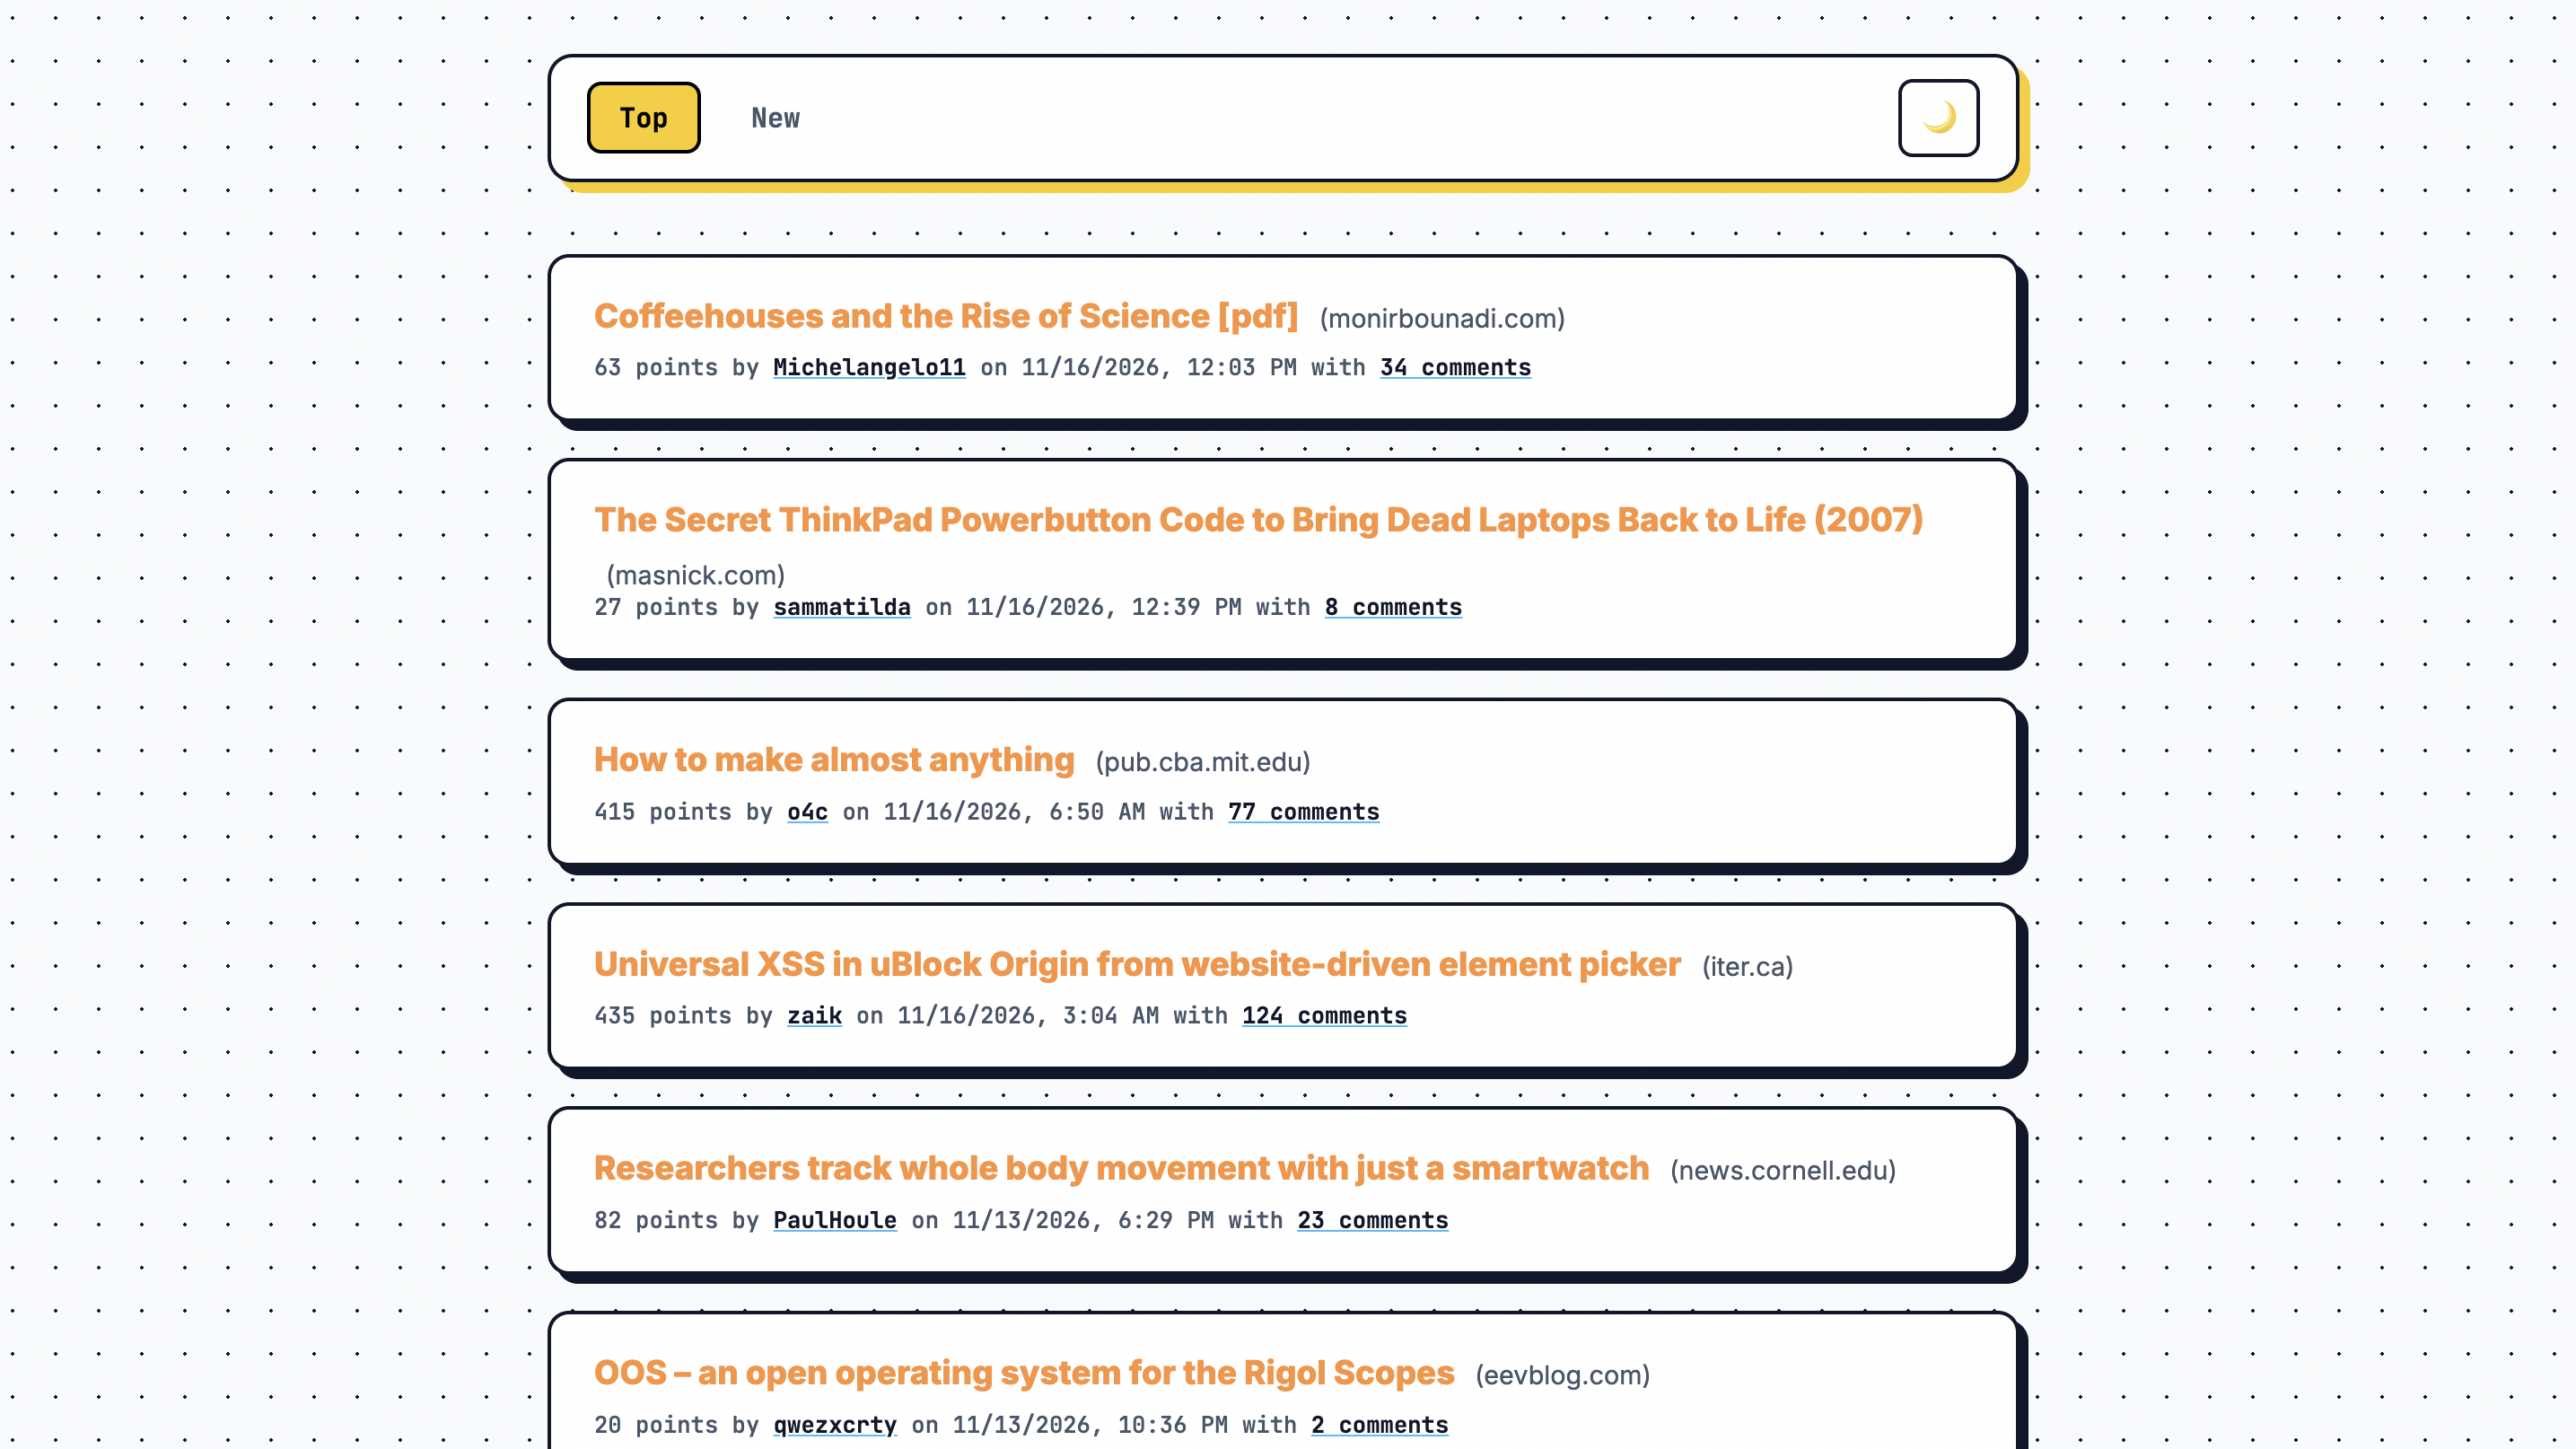 Top New
Coffeehouses and the Rise of Science [pdf] (monirbounadi.com)
63 points by Michelangelo11 on 11/16/2026, 12:03 PM with 34 comments
The Secret ThinkPad Powerbutton Code to Bring Dead Laptops Back to Life (2007)
(masnick.com)
27 points by sammatilda on 11/16/2026, 12:39 PM with 8 comments
How to make almost anything (pub.cba.mit.edu)
415 points by o4c on 11/16/2026, 6:50 AM with 77 comments
Universal XSS in uBlock Origin from website-driven element picker (iter.ca)
435 points by zaik on 11/16/2026, 3:04 AM with 124 comments
Researchers track whole body movement with just a smartwatch (news.cornell.edu)
82 points by PaulHoule on 11/13/2026, 6:29 PM with 23 comments
OOS – an open operating system for the Rigol Scopes (eevblog.com)
20 points by qwezxcrty on 11/13/2026, 10:36 PM with 2 comments